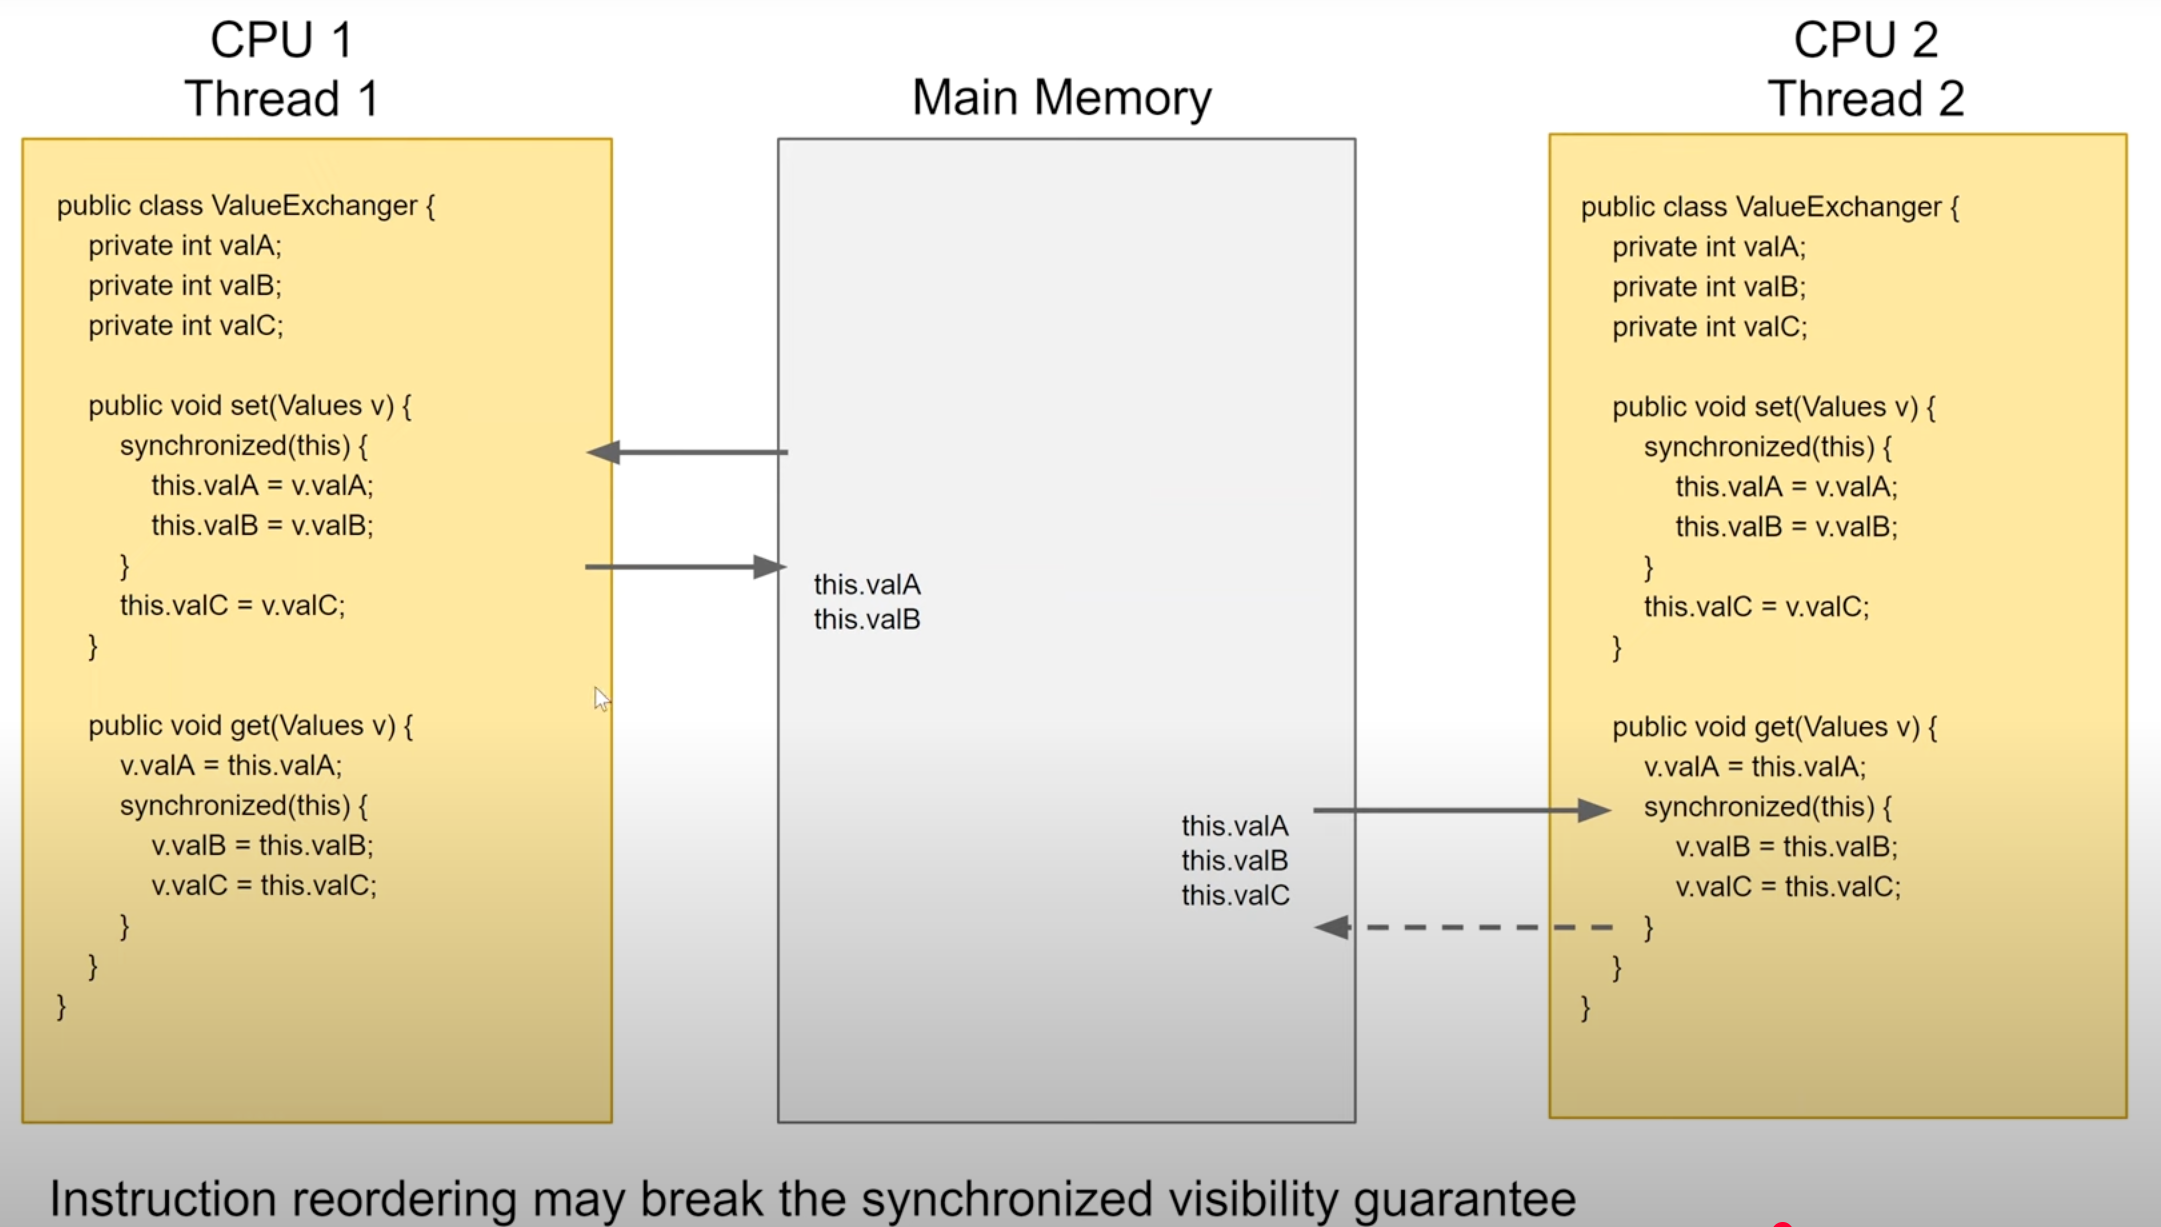 CPU 1
Thread 1
public class ValueExchanger {
private int valA;
private int valB;
private int valC;
public void set(Values v) {
synchronized(this) {
this.valA = v.valA;
this.valB = v.valB;
}
this.valC = v.valC;
}
public void get(Values v) {
v.valA = this.valA;
synchronized(this) {
v.valB = this.valB;
v.valC = this.valC;
}
}
}
Main Memory
this.valA
this.valB
this.valA
this.valB
this.valC
CPU 2
Thread 2
public class ValueExchanger {
private int valA;
private int valB;
private int valC;
public void set(Values v) {
synchronized(this) {
this.valA = v.valA;
this.valB = v.valB;
}
this.valC = v.valC;
}
public void get(Values v) {
v.valA = this.valA;
synchronized(this) {
v.valB = this.valB;
v.valC = this.valC;
}
}
}
Instruction reordering may break the synchronized visibility guarantee